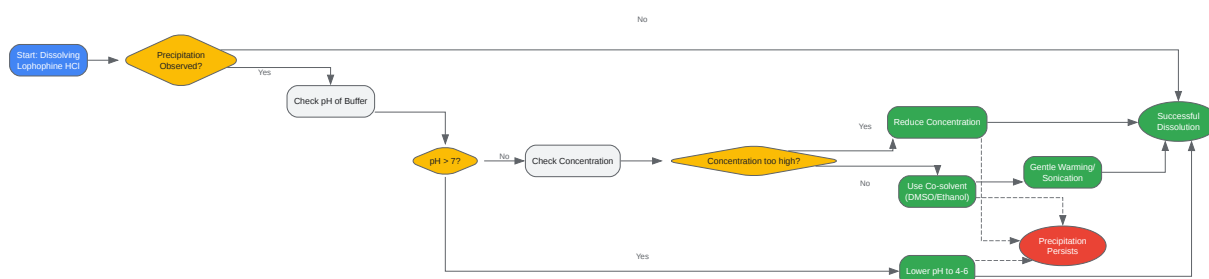 No
Start: Dissolving
Lophophine HCl
Precipitation
Observed?
Yes
Check pH of Buffer
pH > 7?
No
Check Concentration
Concentration too high?
Yes
Reduce Concentration
Successful
Dissolution
No
Use Co-solvent
(DMSO/Ethanol)
Gentle Warming/
Sonication
Precipitation
Persists
Yes
Lower pH to 4-6